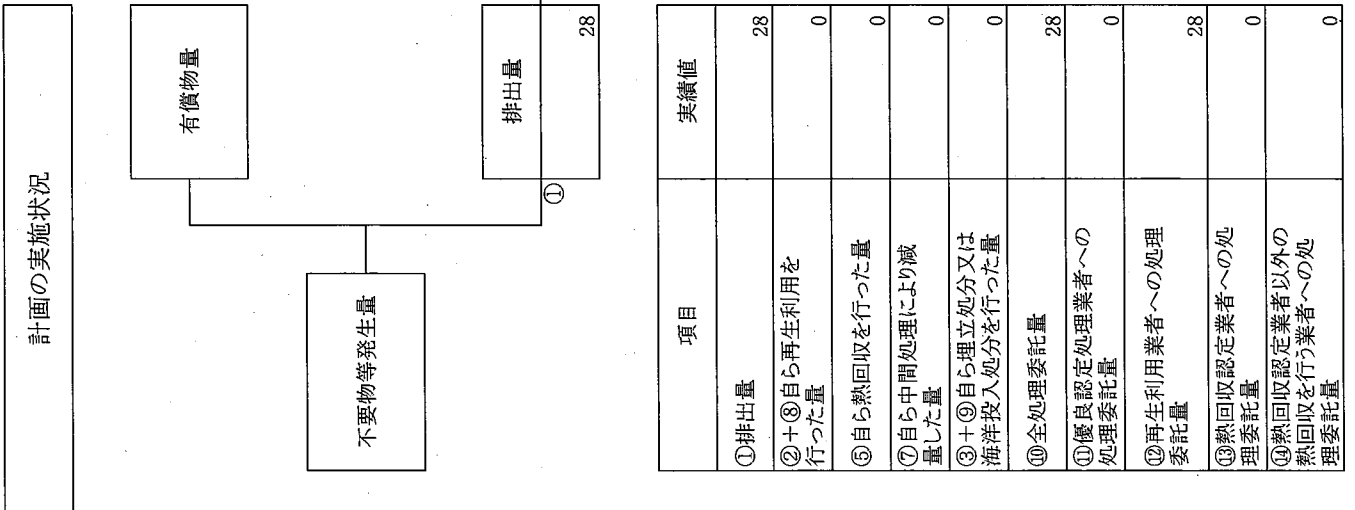 計画の実施状況
有償物量
不要物等発生量
①
排出量
28
項目
実績値
①排出量
28
②+⑧自ら再生利用を
行った量
0
⑤自ら熱回収を行った量
0
⑦自ら中間処理により減
量した量
0
③+⑨自ら埋立処分又は
海洋投入処分を行った量
0
⑩全処理委託量
28
⑪優良認定処理業者への
処理委託量
0
⑫再生利用業者への処理
委託量
28
⑬熱回収認定業者への処
理委託量
0
⑭熱回収認定業者以外の
熱回収を行う業者への処
理委託量
0